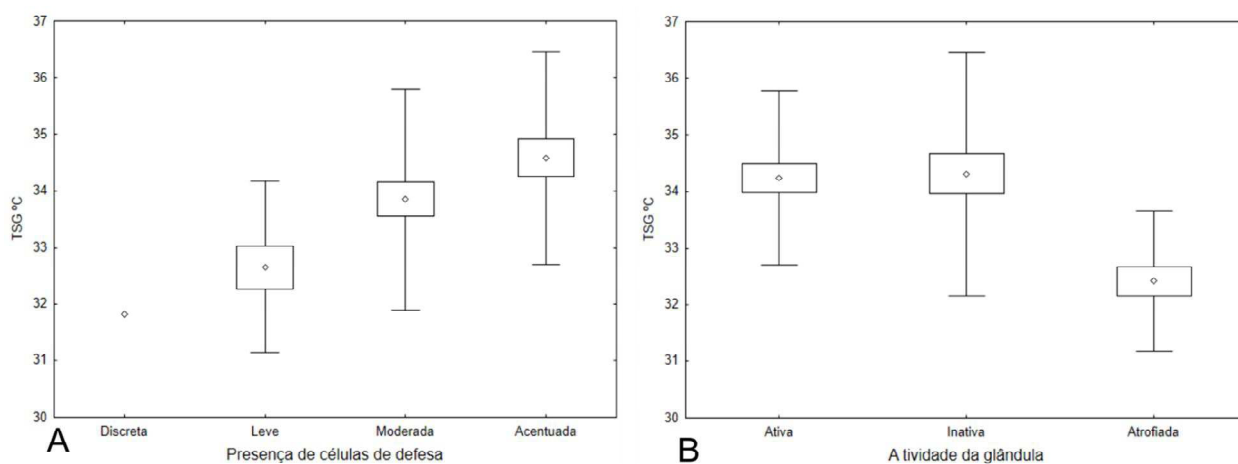 37
36
35
34
33
32
31
30
TSG ºC
Discreta Leve Moderada Acentuada
Presença de células de defesa
A
37
36
35
34
33
32
31
30
TSG ºC
Ativa Inativa Atrofiada
A tividade da glândula
B